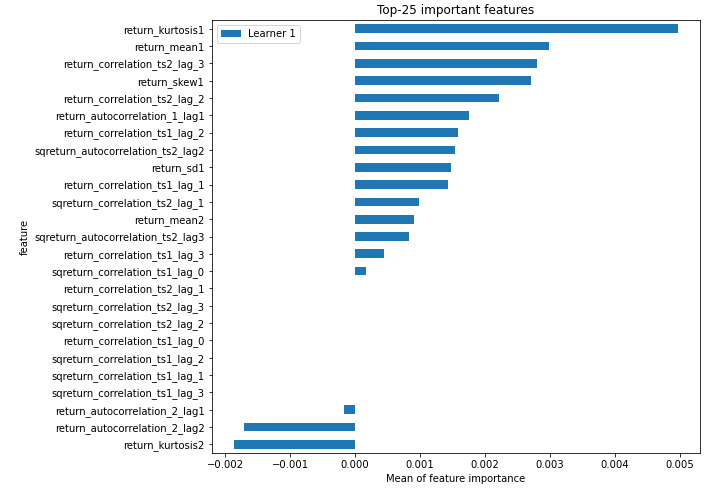 Top-25 important features
Learner 1
feature
return_kurtosis1
return_mean1
return_correlation_ts2_lag_3
return_skew1
return_correlation_ts2_lag_2
return_autocorrelation_1_lag1
return_correlation_ts1_lag_2
sqreturn_autocorrelation_ts2_lag2
return_sd1
return_correlation_ts1_lag_1
sqreturn_correlation_ts2_lag_1
return_mean2
sqreturn_autocorrelation_ts2_lag3
return_correlation_ts1_lag_3
sqreturn_correlation_ts1_lag_0
return_correlation_ts2_lag_1
sqreturn_correlation_ts2_lag_3
sqreturn_correlation_ts2_lag_2
return_correlation_ts1_lag_0
sqreturn_correlation_ts1_lag_2
sqreturn_correlation_ts1_lag_1
sqreturn_correlation_ts1_lag_3
return_autocorrelation_2_lag1
return_autocorrelation_2_lag2
return_kurtosis2
−0.002 −0.001 0.000 0.001 0.002 0.003 0.004 0.005
Mean of feature importance